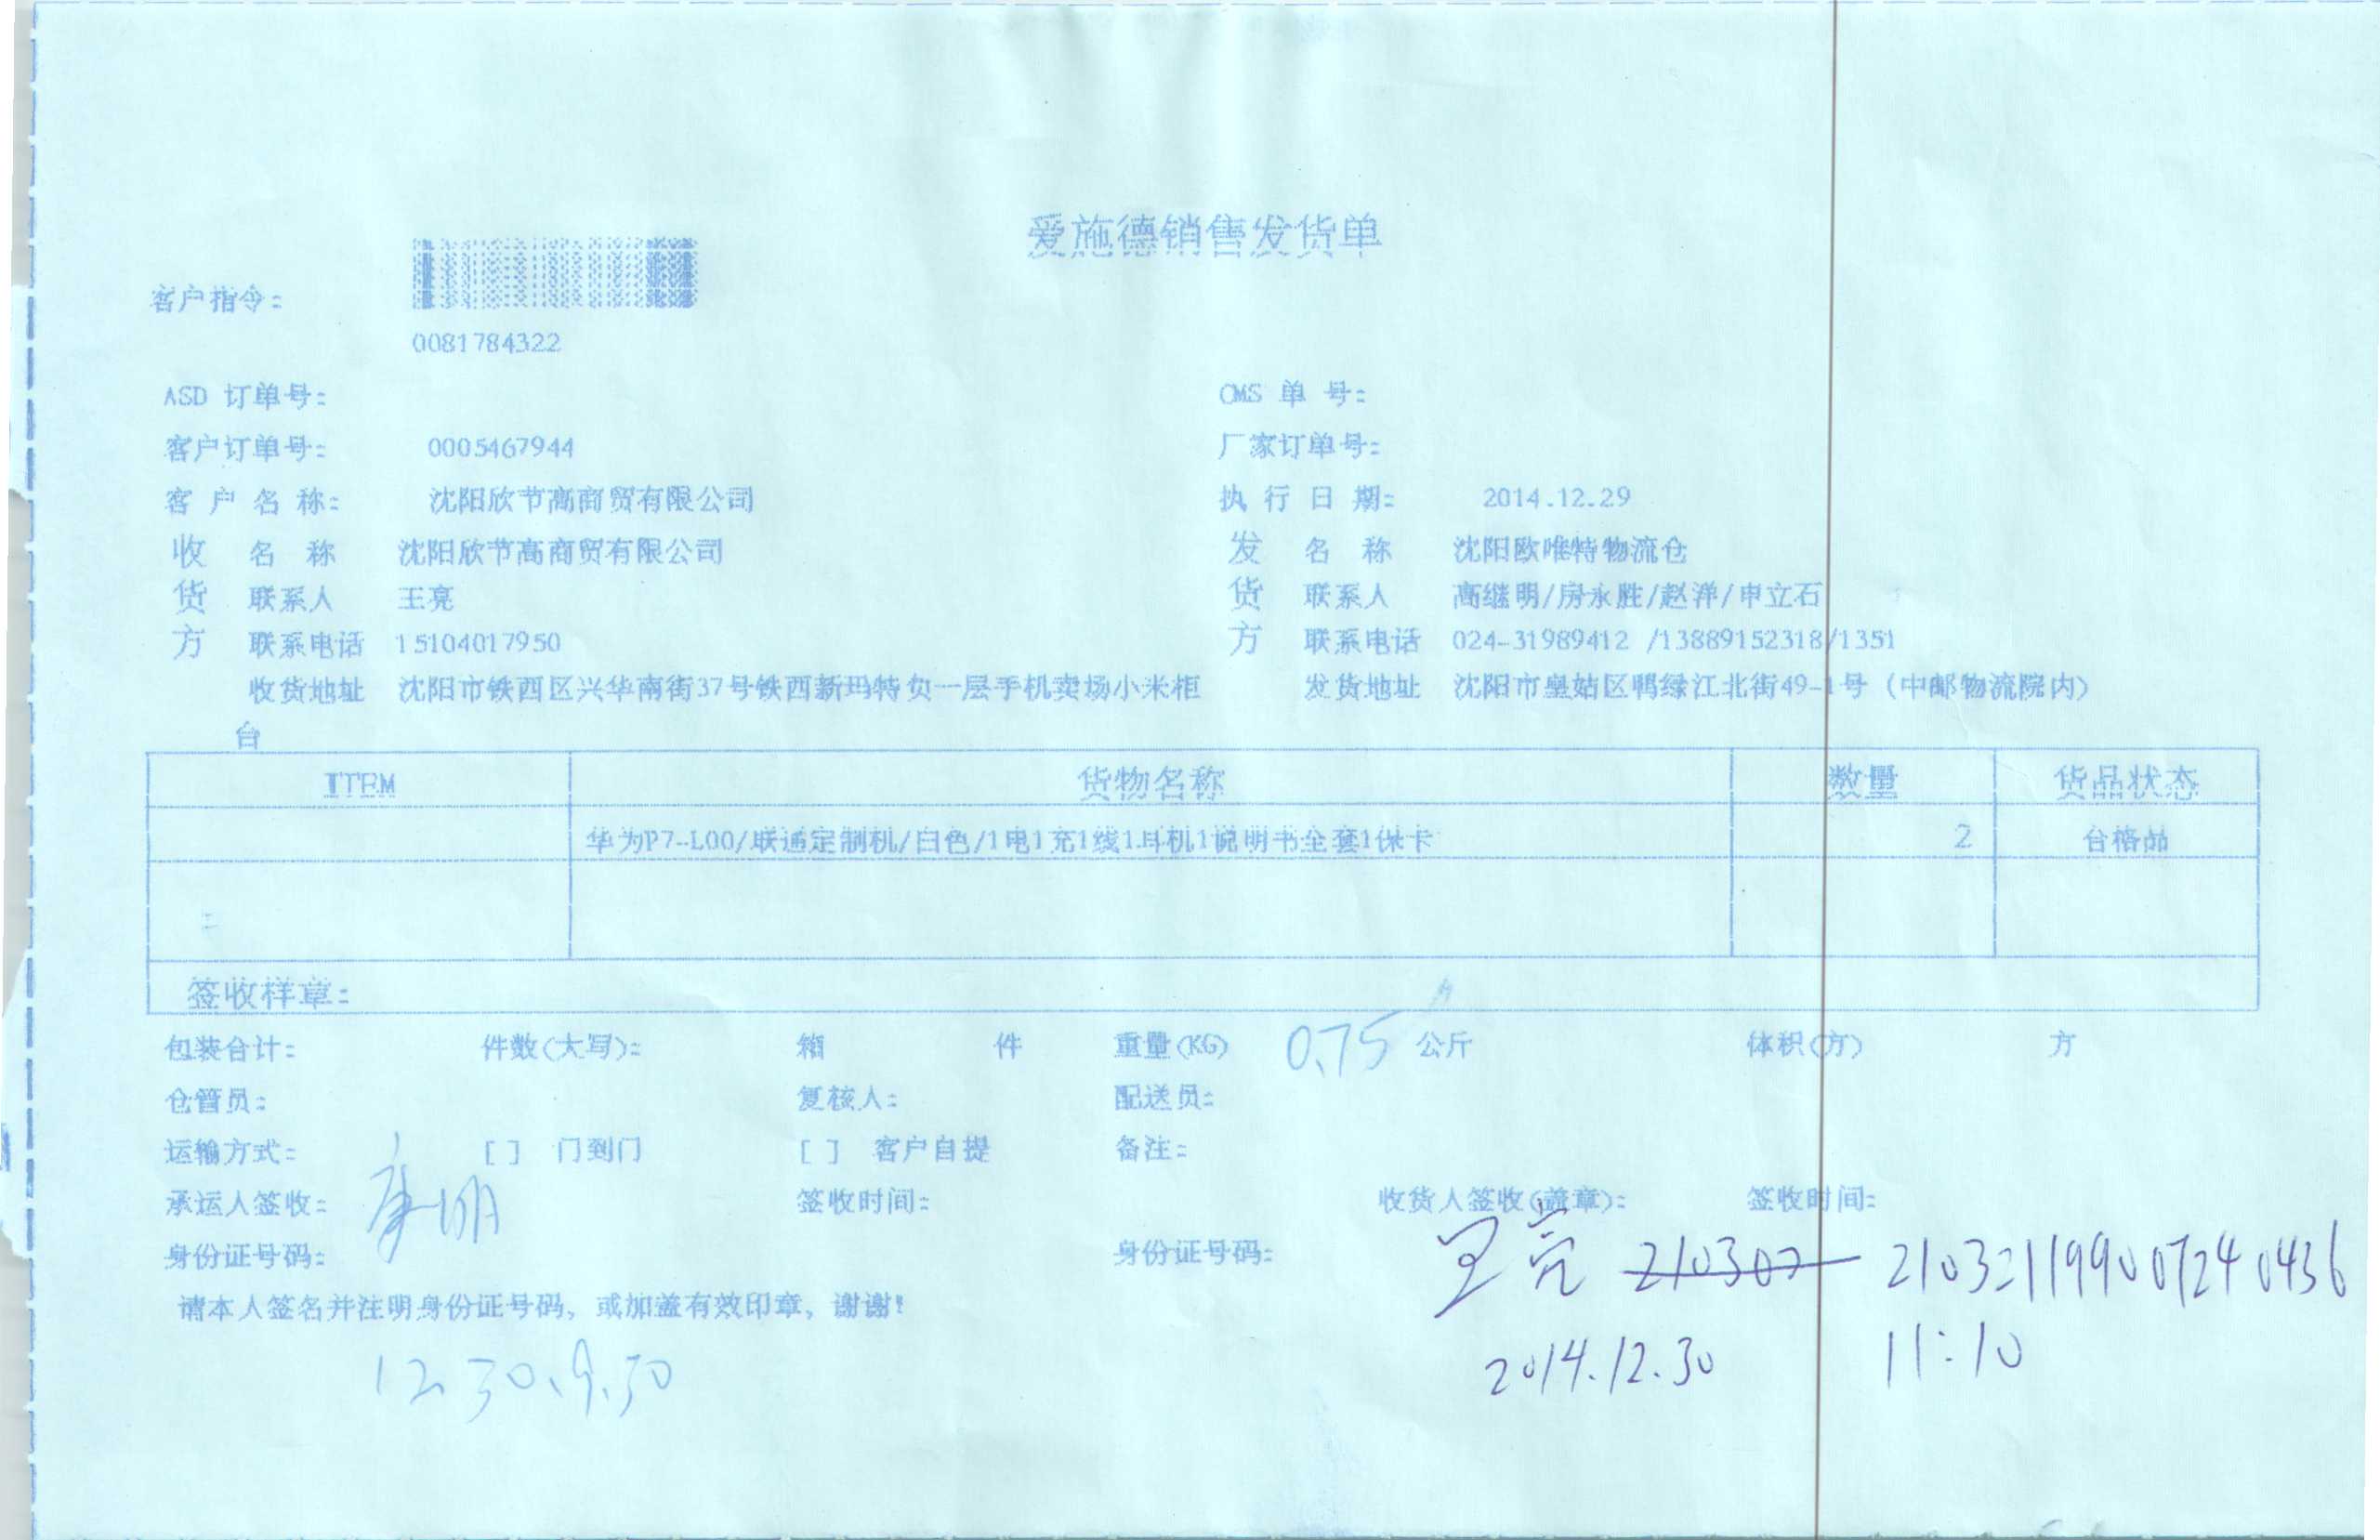 爱施德销售发货单
客户指令：
0081784322
ASD 订单号： OMS 单 号：
客户订单号： 0005467944 厂家订单号：
客 户 名 称： 沈阳欣节高商贸有限公司 执 行 日 期： 2014.12.29
收 名 称 沈阳欣节高商贸有限公司 发 名 称 沈阳欧唯特物流仓
货 联系人 王亮 货 联系人 高继明/房永胜/赵洋/申立石
方 联系电话 15104017950 方 联系电话 024-31989412 /13889152318/1351
收货地址 沈阳市铁西区兴华南街37号铁西新玛特负一层手机卖场小米柜 发货地址 沈阳市皇姑区鸭绿江北街49-1号（中邮物流院内）
台
ITEM 货物名称 数量 货品状态
华为P7-L00/联通定制机/白色/1电1充1线1耳机1说明书全套1保卡 2 合格品
签收样章：
包装合计： 件数(大写)： 箱 件 重量(KG) 0.75 公斤 体积(方) 方
仓管员： 复核人： 配送员：
运输方式： [ ] 门到门 [ ] 客户自提 备注：
承运人签收： 签收时间： 收货人签收(盖章)： 签收时间：
身份证号码： 身份证号码： 王亮 210307 210321199007240436
请本人签名并注明身份证号码，或加盖有效印章，谢谢！
12.30.9.30 2014.12.30 11:10